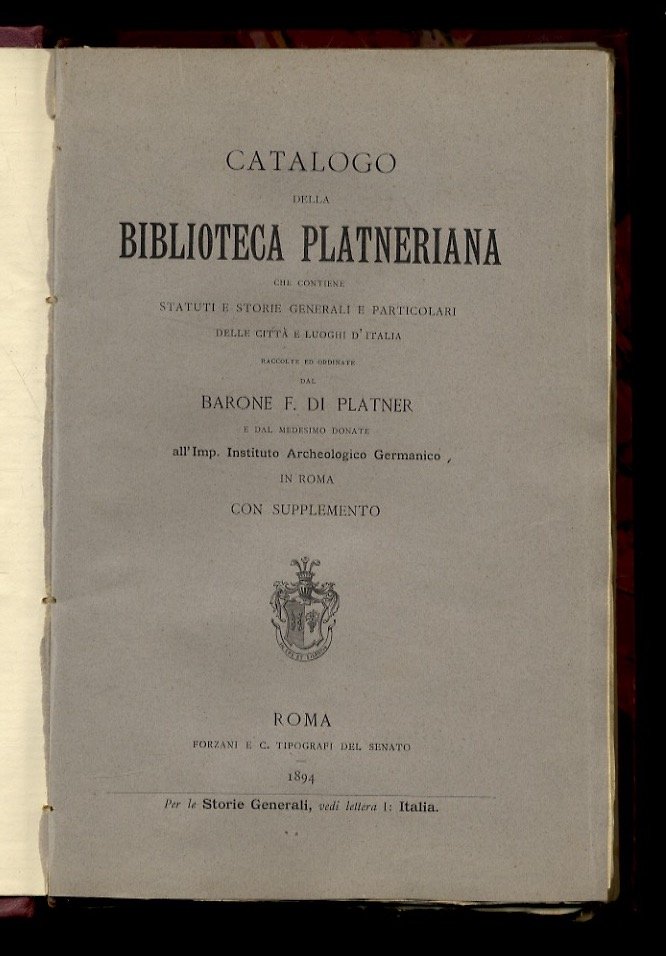 CATALOGO
DELLA
BIBLIOTECA PLATNERIANA
CHE CONTIENE
STATUTI E STORIE GENERALI E PARTICOLARI
DELLE CITTÀ E LUOGHI D'ITALIA
RACCOLTE ED ORDINATE
DAL
BARONE F. DI PLATNER
E DAL MEDESIMO DONATE
all'Imp. Instituto Archeologico Germanico
IN ROMA
CON SUPPLEMENTO
ROMA
FORZANI E C. TIPOGRAFI DEL SENATO
1894
Per le Storie Generali, vedi lettera I: Italia.